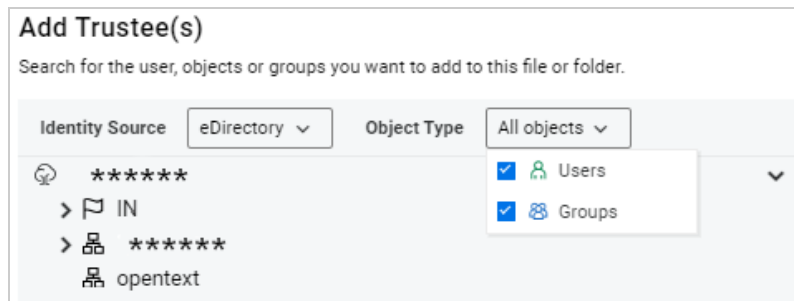 Add Trustee(s)
Search for the user, objects or groups you want to add to this file or folder.
Identity Source eDirectory Object Type All objects
****** Users
IN Groups
******
opentext